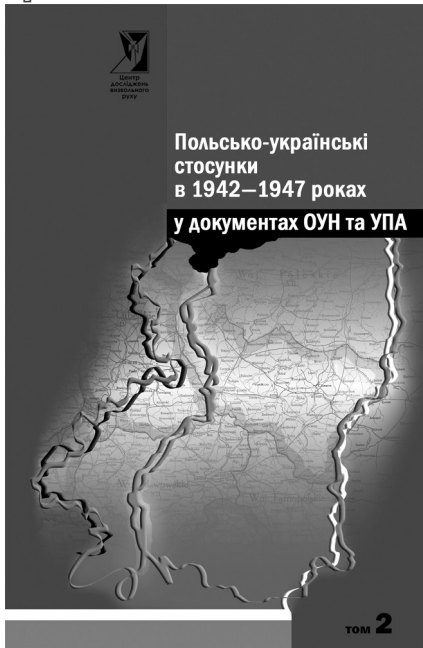 Центр
досліджень
визвольного
руху
Польсько-українські
стосунки
в 1942—1947 роках
у документах ОУН та УПА
том 2